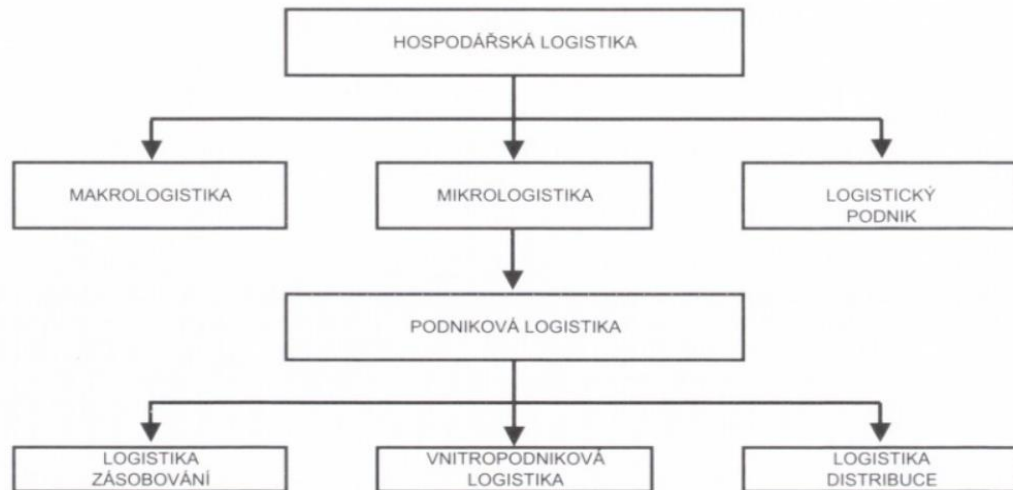 HOSPODÁŘSKÁ LOGISTIKA
MAKROLOGISTIKA
MIKROLOGISTIKA
LOGISTICKÝ
PODNIK
PODNIKOVÁ LOGISTIKA
LOGISTIKA
ZÁSOBOVÁNÍ
VNITROPODNIKOVÁ
LOGISTIKA
LOGISTIKA
DISTRIBUCE